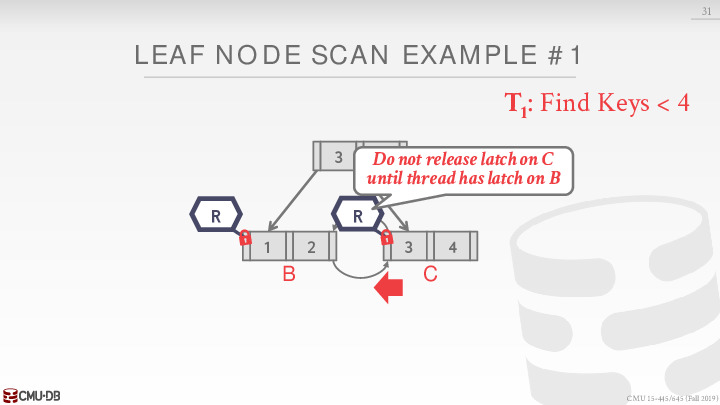 31
LEAF NODE SCAN EXAMPLE #1
T1: Find Keys < 4
3
Do not release latch on C
until thread has latch on B
R
R
1 2
3 4
B
C
CMU·DB
CMU 15-445/645 (Fall 2019)